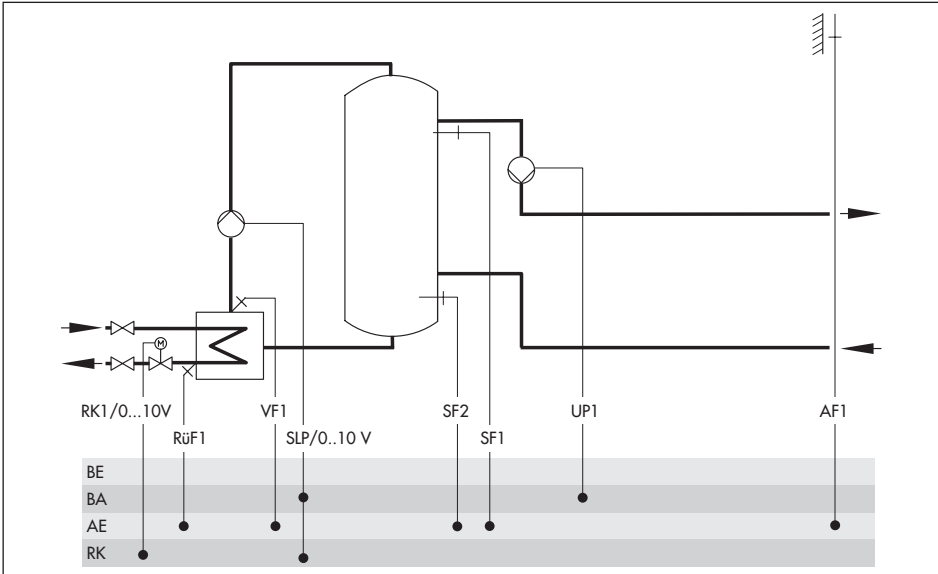 M
RK1/0...10V
VF1
SF2
UP1
AF1
RüF1
SLP/0..10 V
SF1
BE
BA
AE
RK